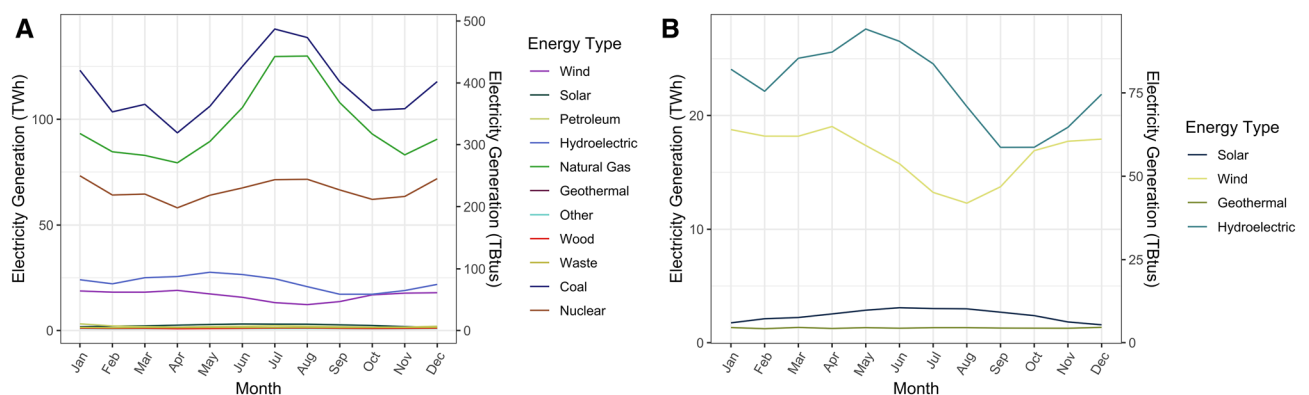 A
Electricity Generation (TWh)
100
50
0
500
400
300
200
100
0
Electricity Generation (TBtus)
Jan
Feb
Mar
Apr
May
Jun
Jul
Aug
Sep
Oct
Nov
Dec
Month
Energy Type
Wind
Solar
Petroleum
Hydroelectric
Natural Gas
Geothermal
Other
Wood
Waste
Coal
Nuclear
B
Electricity Generation (TWh)
20
10
0
75
50
25
0
Electricity Generation (TBtus)
Jan
Feb
Mar
Apr
May
Jun
Jul
Aug
Sep
Oct
Nov
Dec
Month
Energy Type
Solar
Wind
Geothermal
Hydroelectric